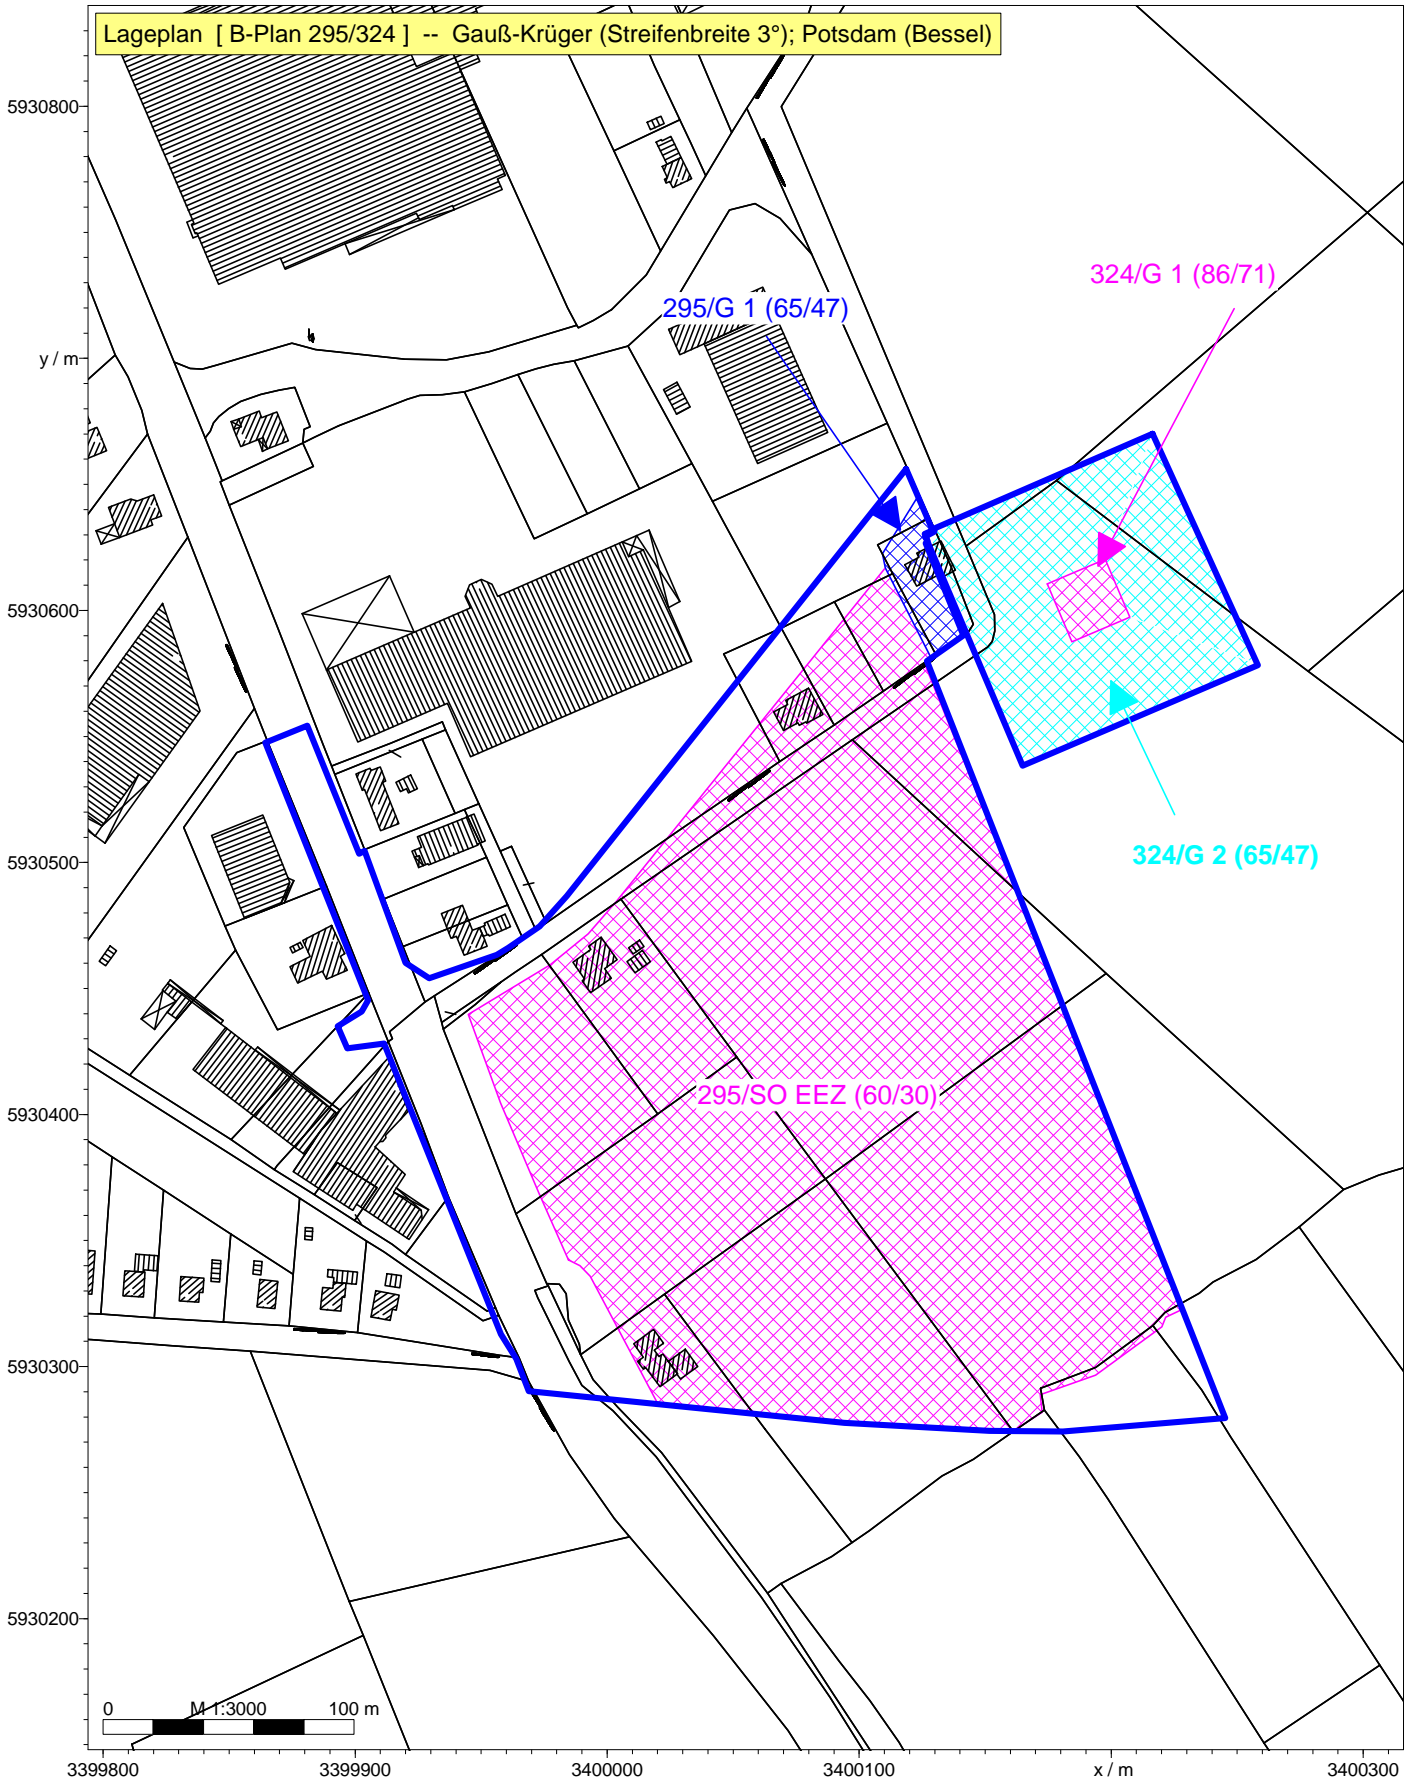 Lageplan [ B-Plan 295/324 ] -- Gauß-Krüger (Streifenbreite 3°); Potsdam (Bessel)
5930800
324/G 1 (86/71)
295/G 1 (65/47)
y / m
5930600
324/G 2 (65/47)
5930500
295/SO EEZ (60/30)
5930400
5930300
5930200
0 M 1:3000 100 m
3399800 3399900 3400000 3400100 x / m 3400300